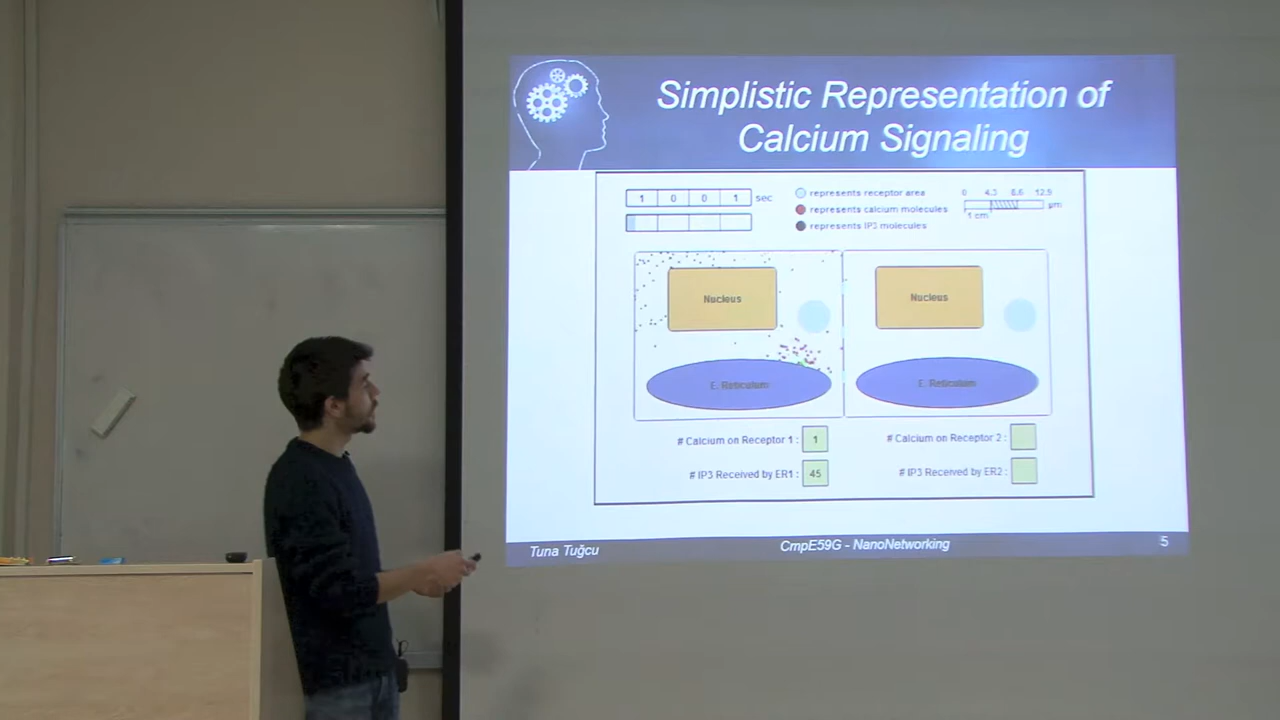 Simplistic Representation of
Calcium Signaling
1 0 0 1 sec
represents receptor area
represents calcium molecules
represents IP3 molecules
0 4.3 8.6 12.9
µm
1 cm
Nucleus
Nucleus
E. Reticulum
E. Reticulum
# Calcium on Receptor 1 : 1
# Calcium on Receptor 2 :
# IP3 Received by ER1 : 45
# IP3 Received by ER2 :
Tuna Tuğcu
CmpE59G - NanoNetworking
5